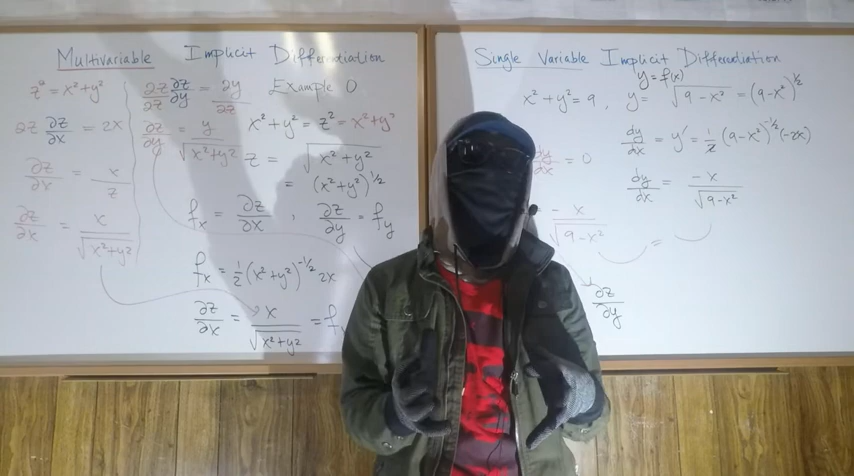 Multivariable Implicit Differentiation
z² = x² + y²
2z ∂z/∂x = 2x
∂z/∂x = x/z
∂z/∂x = x/√(x²+y²)
∂z/∂y = y/√(x²+y²)
Example 0
x² + y² = z² = x² + y²
z = √(x²+y²)
= (x²+y²)^1/2
fx = ∂z/∂x , ∂z/∂y = fy
fx = 1/2 (x²+y²)^-1/2 2x
∂z/∂x = x/√(x²+y²) = f
Single Variable Implicit Differentiation
y = f(x)
x² + y² = 9, y = √(9-x²) = (9-x²)^1/2
dy/dx = 0
-x/√(9-x²) =
dy/dx = y' = 1/2 (9-x²)^-1/2 (-2x)
dy/dx = -x/√(9-x²)
∂z/∂y